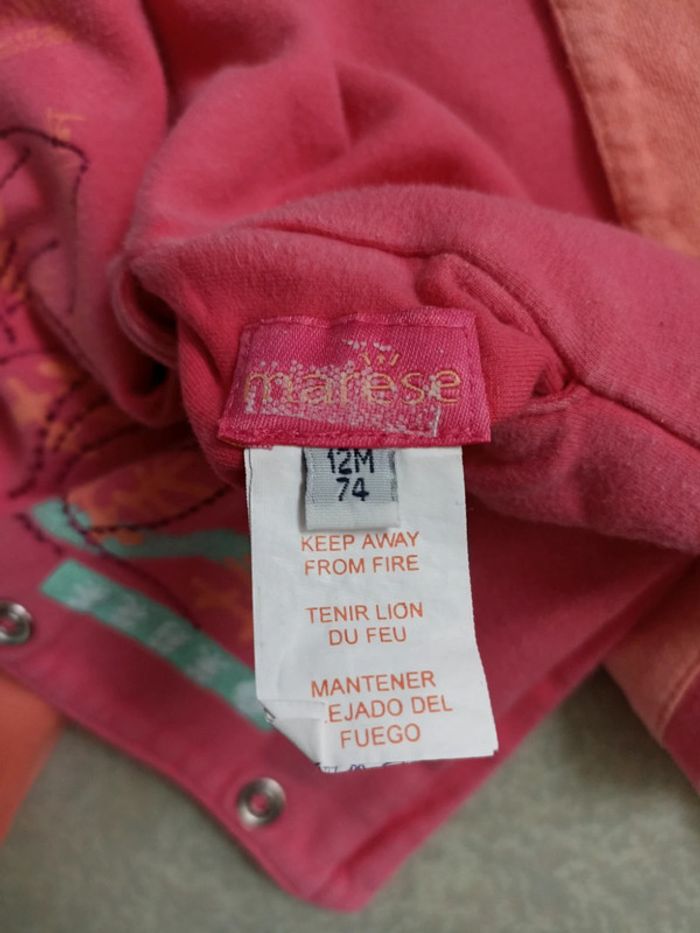 marèse
12M
74
KEEP AWAY
FROM FIRE
TENIR LION
DU FEU
MANTENER
EJADO DEL
FUEGO